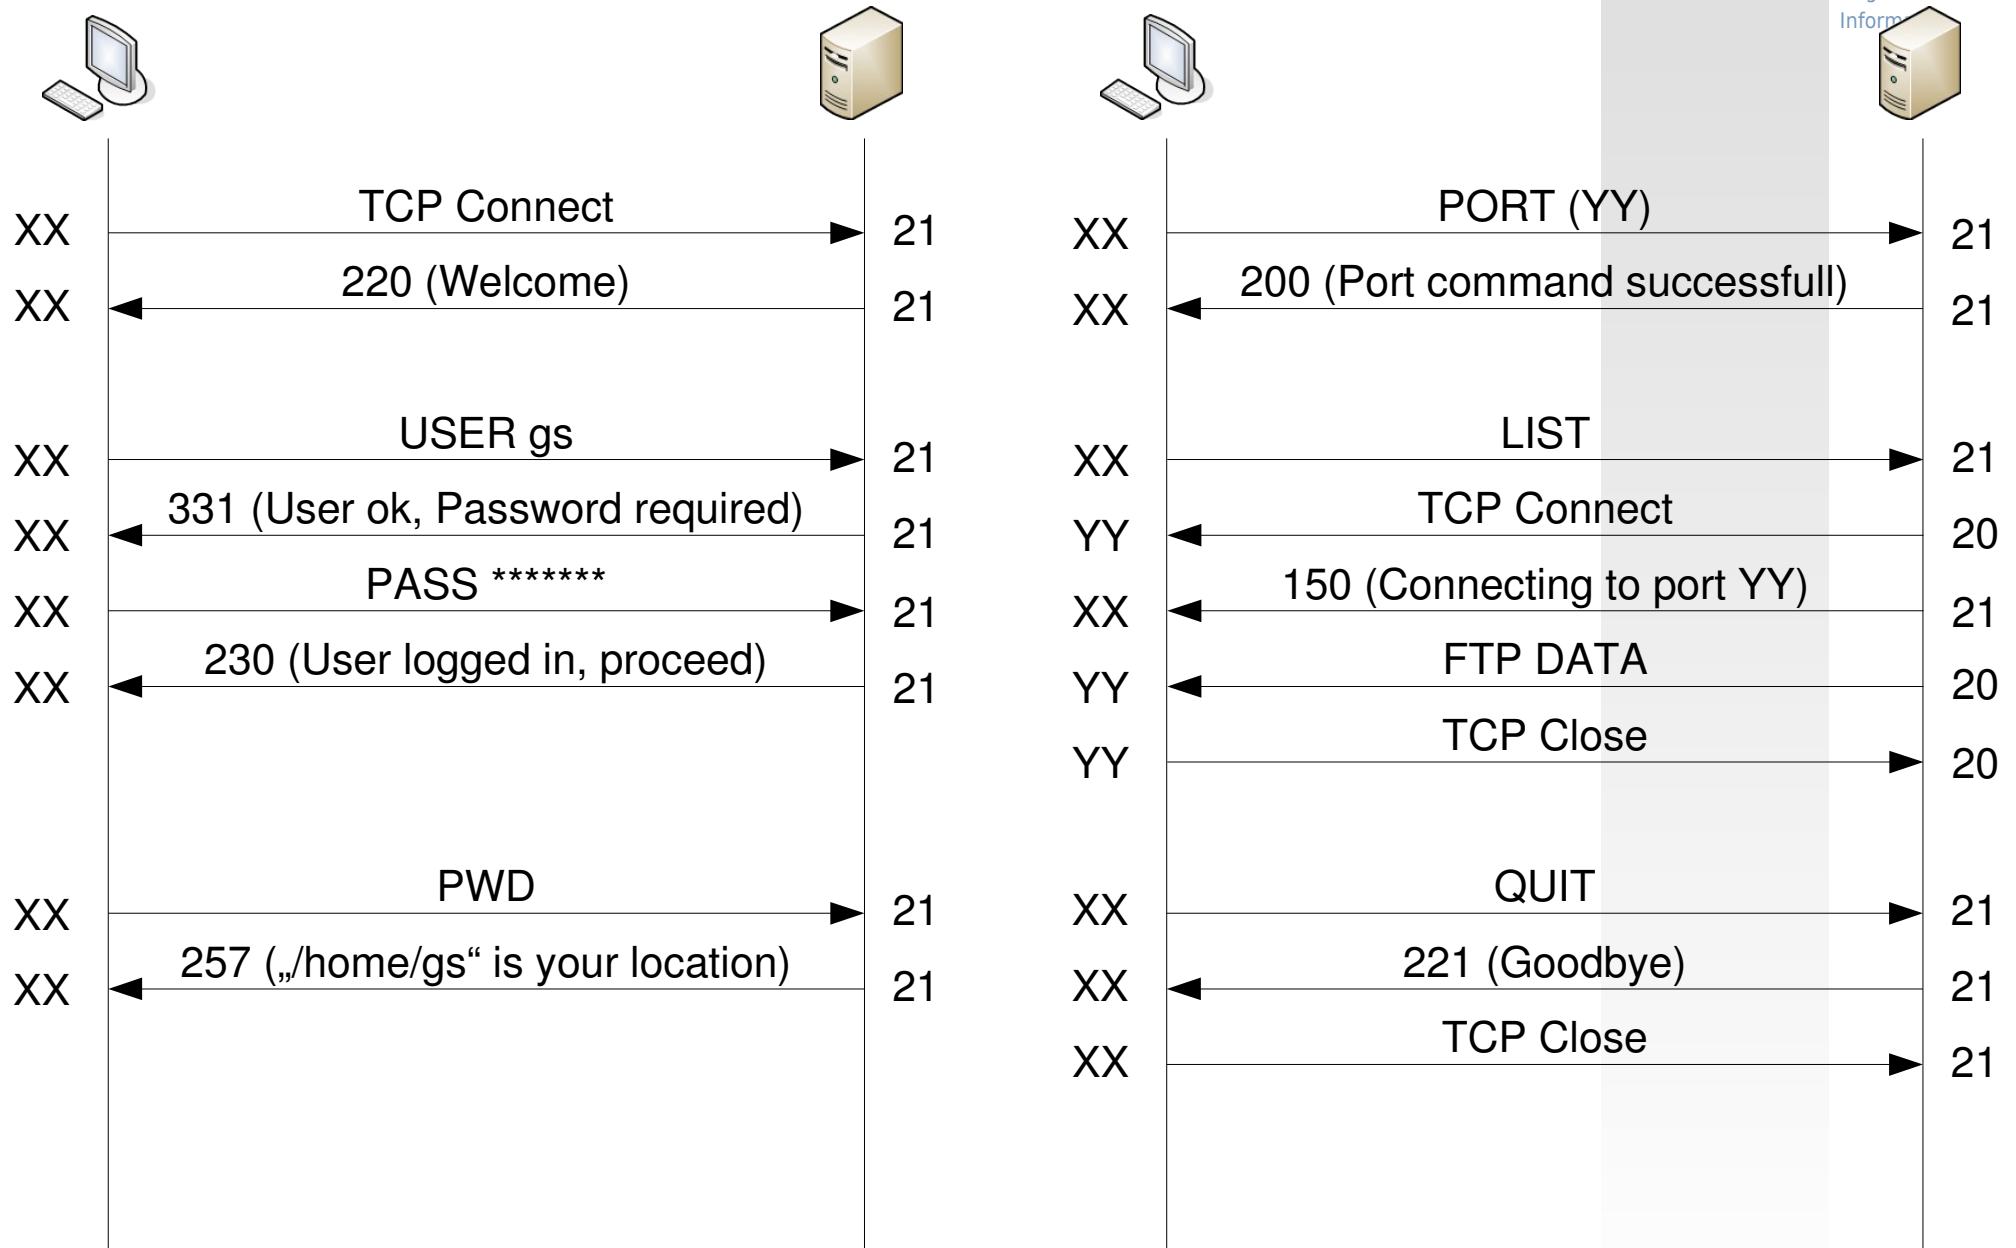 Inform
TCP Connect
XX 21
220 (Welcome)
XX 21
USER gs
XX 21
331 (User ok, Password required)
XX 21
PASS *******
XX 21
230 (User logged in, proceed)
XX 21
PWD
XX 21
257 („/home/gs“ is your location)
XX 21
PORT (YY)
XX 21
200 (Port command successfull)
XX 21
LIST
XX 21
TCP Connect
YY 20
150 (Connecting to port YY)
XX 21
FTP DATA
YY 20
TCP Close
YY 20
QUIT
XX 21
221 (Goodbye)
XX 21
TCP Close
XX 21